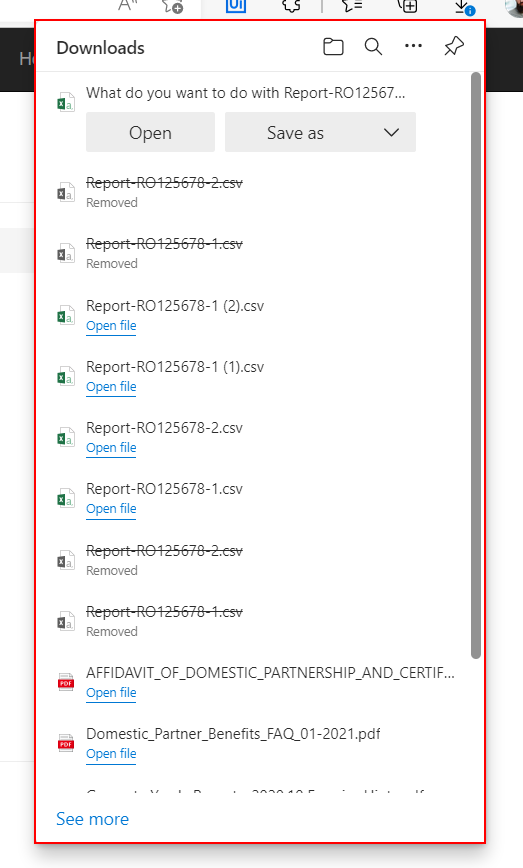 A"
Ui
Ho
Downloads
What do you want to do with Report-RO12567...
Open
Save as
Report-RO125678-2.csv
Removed
Report-RO125678-1.csv
Removed
Report-RO125678-1 (2).csv
Open file
Report-RO125678-1 (1).csv
Open file
Report-RO125678-2.csv
Open file
Report-RO125678-1.csv
Open file
Report-RO125678-2.csv
Removed
Report-RO125678-1.csv
Removed
AFFIDAVIT_OF_DOMESTIC_PARTNERSHIP_AND_CERTIF...
Open file
Domestic_Partner_Benefits_FAQ_01-2021.pdf
Open file
See more